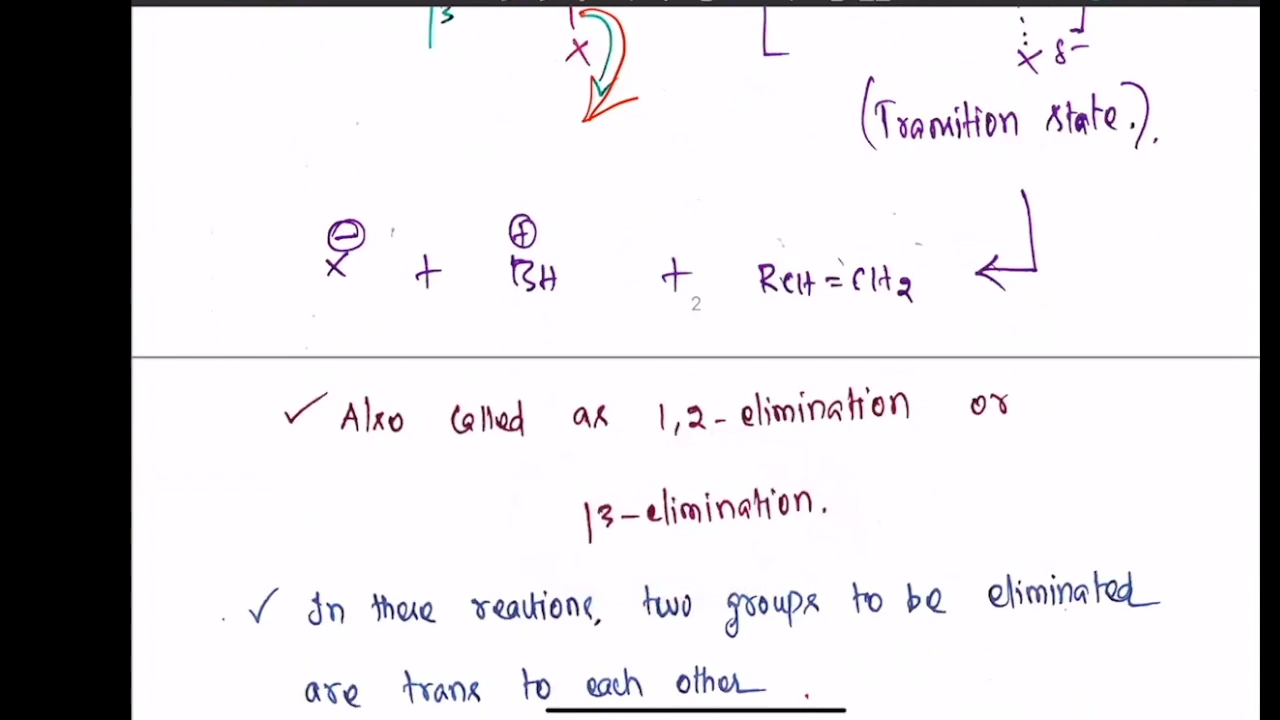 β
X
X δ-
(Transition state.).
⊖ ⊕
X + BH + RCH = CH2
2
✓ Also called as 1,2-elimination or
β-elimination.
✓ In these reactions, two groups to be eliminated
are trans to each other.